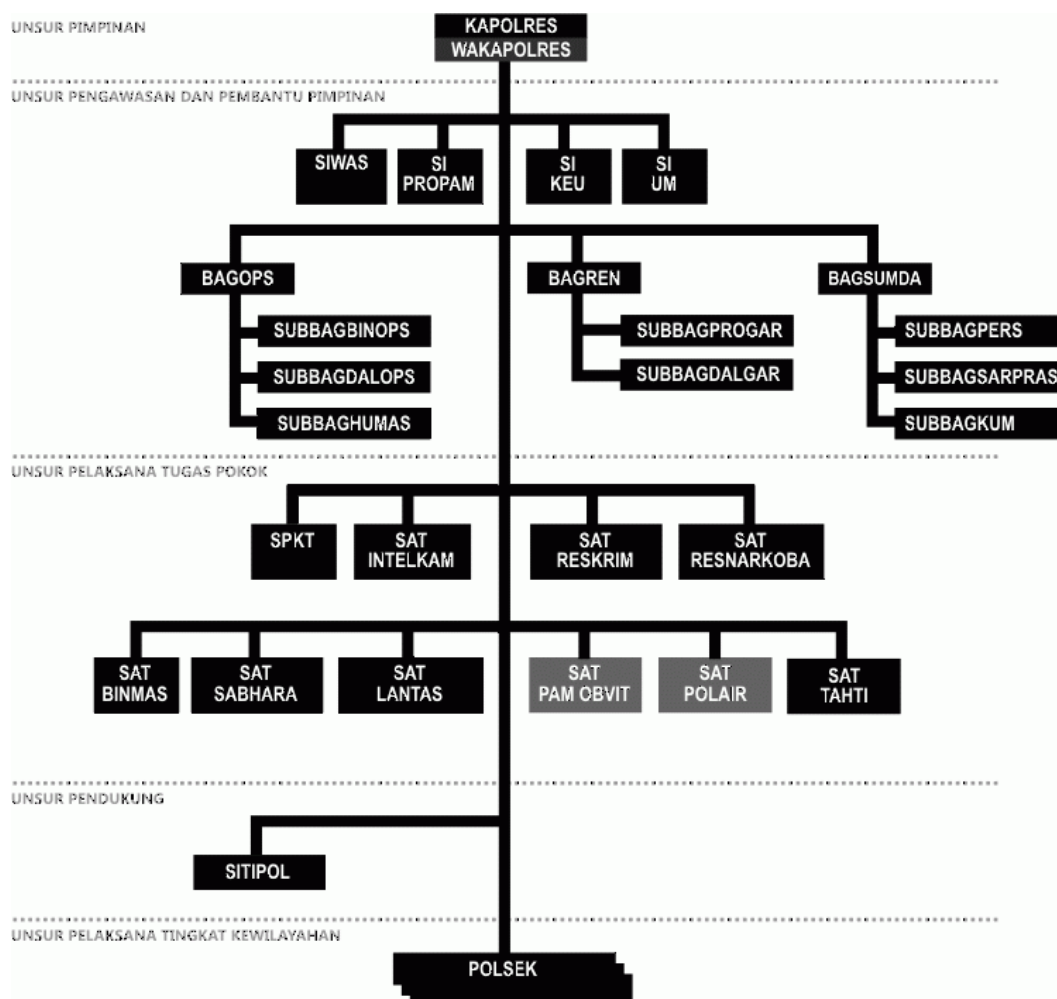 UNSUR PIMPINAN
KAPOLRES
WAKAPOLRES
UNSUR PENGAWASAN DAN PEMBANTU PIMPINAN
SIWAS
SI
PROPAM
SI
KEU
SI
UM
BAGOPS
BAGREN
BAGSUMDA
SUBBAGBINOPS
SUBBAGDALOPS
SUBBAGHUMAS
SUBBAGPROGAR
SUBBAGDALGAR
SUBBAGPERS
SUBBAGSARPRAS
SUBBAGKUM
UNSUR PELAKSANA TUGAS POKOK
SPKT
SAT
INTELKAM
SAT
RESKRIM
SAT
RESNARKOBA
SAT
BINMAS
SAT
SABHARA
SAT
LANTAS
SAT
PAM OBVIT
SAT
POLAIR
SAT
TAHTI
UNSUR PENDUKUNG
SITIPOL
UNSUR PELAKSANA TINGKAT KEWILAYAHAN
POLSEK